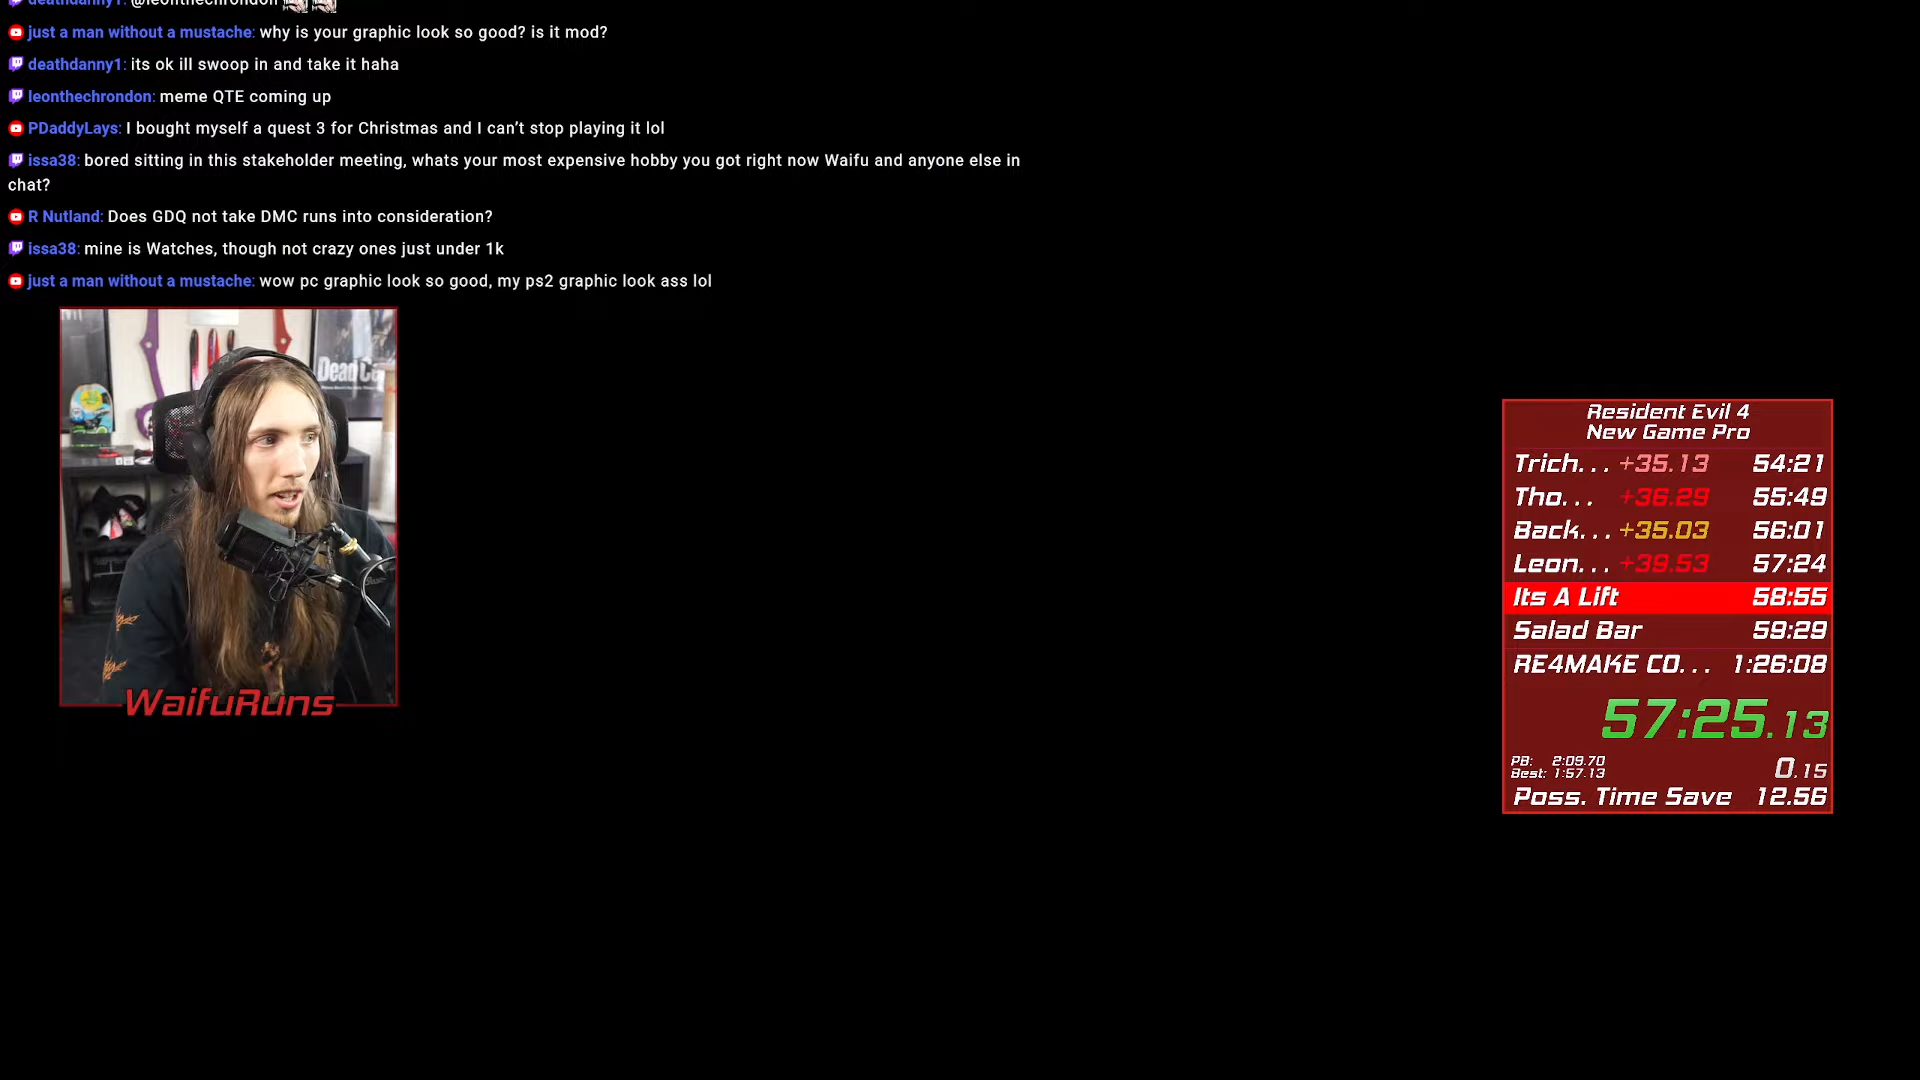 deathdanny1: @leonthechrondon
just a man without a mustache: why is your graphic look so good? is it mod?
deathdanny1: its ok ill swoop in and take it haha
leonthechrondon: meme QTE coming up
PDaddyLays: I bought myself a quest 3 for Christmas and I can't stop playing it lol
issa38: bored sitting in this stakeholder meeting, whats your most expensive hobby you got right now Waifu and anyone else in
chat?
R Nutland: Does GDQ not take DMC runs into consideration?
issa38: mine is Watches, though not crazy ones just under 1k
just a man without a mustache: wow pc graphic look so good, my ps2 graphic look ass lol
WaifuRuns
Resident Evil 4
New Game Pro
Trich... +35.13 54:21
Tho... +36.29 55:49
Back... +35.03 56:01
Leon... +39.53 57:24
Its A Lift 58:55
Salad Bar 59:29
RE4MAKE CO... 1:26:08
57:25.13
PB: 2:09.70
Best: 1:57.13
0.15
Poss. Time Save 12.56